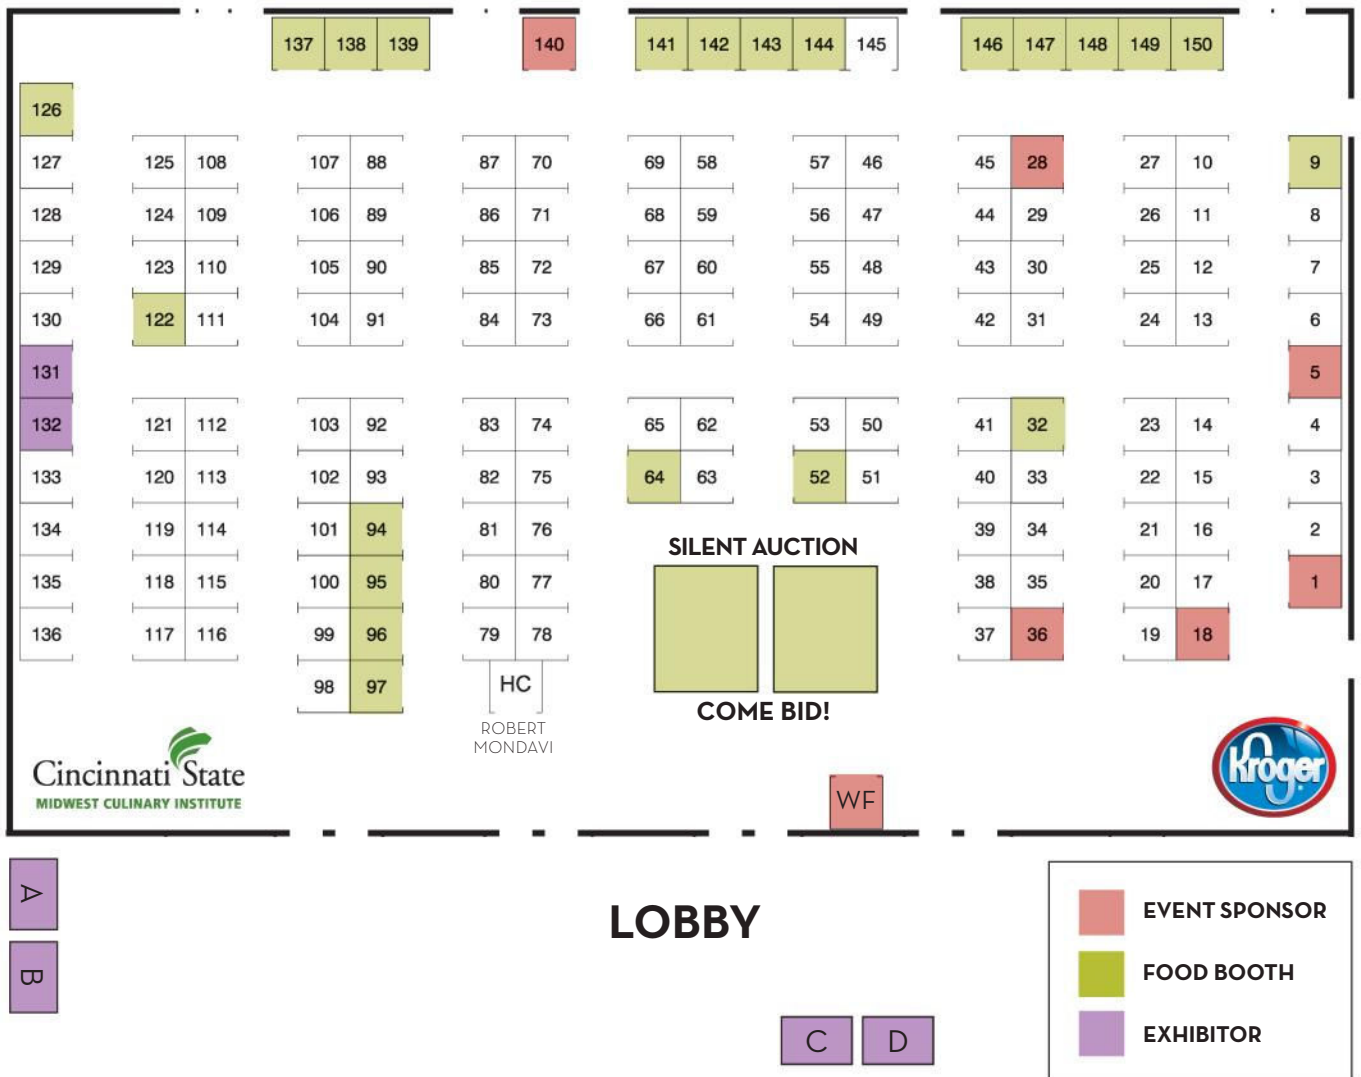 137 138 139 140 141 142 143 144 145 146 147 148 149 150
126
127 125 108 107 88 87 70 69 58 57 46 45 28 27 10 9
128 124 109 106 89 86 71 68 59 56 47 44 29 26 11 8
129 123 110 105 90 85 72 67 60 55 48 43 30 25 12 7
130 122 111 104 91 84 73 66 61 54 49 42 31 24 13 6
131 5
132 121 112 103 92 83 74 65 62 53 50 41 32 23 14 4
133 120 113 102 93 82 75 64 63 52 51 40 33 22 15 3
134 119 114 101 94 81 76 39 34 21 16 2
SILENT AUCTION
135 118 115 100 95 80 77 38 35 20 17 1
136 117 116 99 96 79 78 37 36 19 18
98 97 HC
COME BID!
ROBERT
MONDAVI
Cincinnati State
MIDWEST CULINARY INSTITUTE
Kroger
WF
A
B
LOBBY
C D
EVENT SPONSOR
FOOD BOOTH
EXHIBITOR